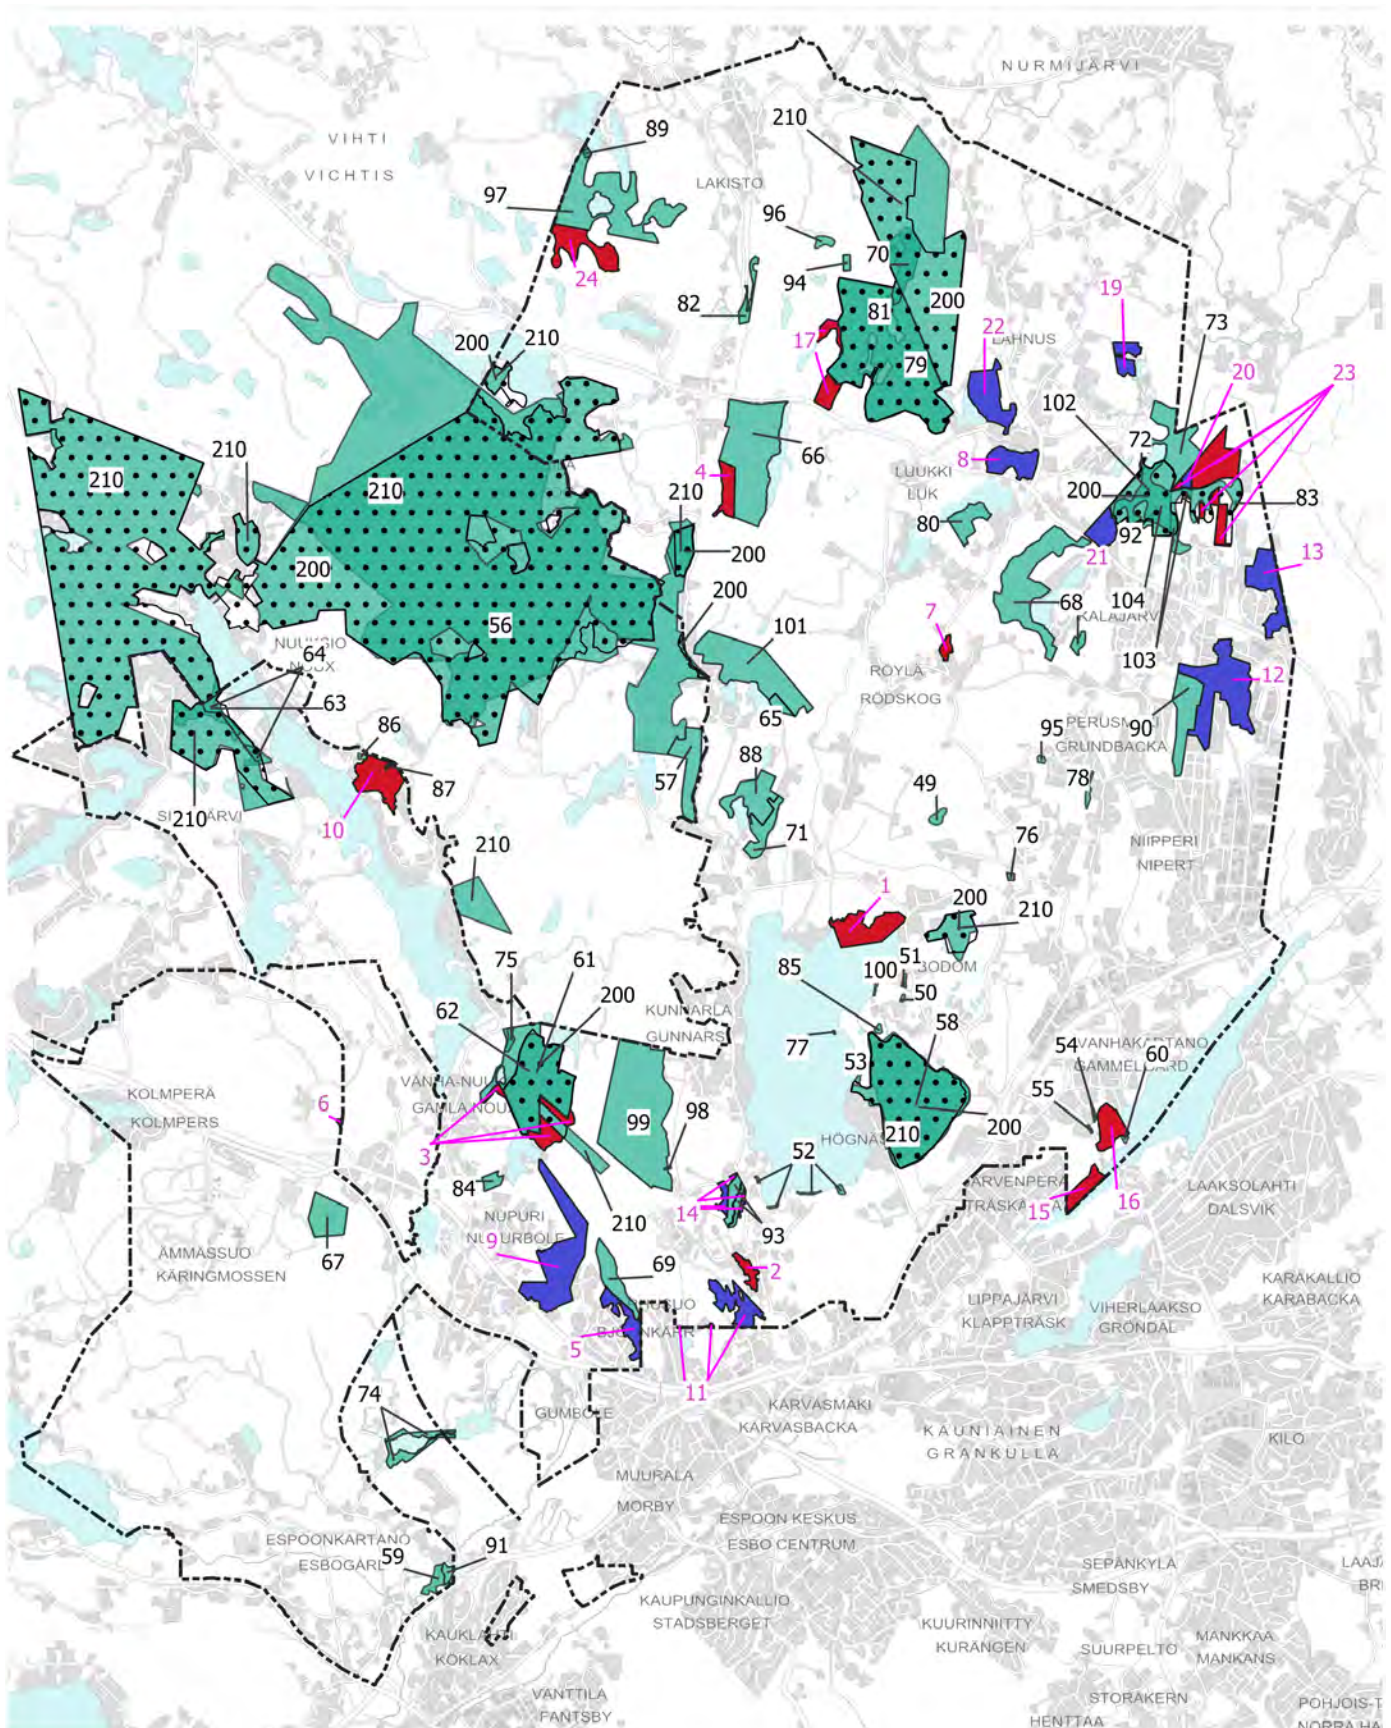 NURMIJÄRVI
210
89
VIHTI
VICHTIS
LAKISTO
97
96
70
24
94
200
19
82
81
73
200
210
17
22
LAHNUS
79
20
23
102
72
210
4
66
LUUKKI
LUK
8
210
210
210
200
83
80
92
200
21
13
200
200
104
68
KALAJÄRVI
56
101
7
103
64
RÖYLÄ
RÖDSKOG
12
63
65
90
PERUSMÄKI
GRUNDBACKA
86
95
88
57
87
78
49
210
10
71
NIIPPERI
NIPERT
210
76
1
200
210
75
61
51
BODOM
85
100
200
62
KUNNARLA
GUNNARS
50
58
77
54
VANHAKARTANO
GAMMELGÅRD
60
53
55
KOLMPERÄ
KOLMPERS
6
99
98
3
HÖGNÄS
210
200
16
84
52
15
LAAKSOLAHTI
DALSVIK
14
NUPURI
210
93
9
67
ÄMMÄSSUO
KÄRINGMOSSEN
69
2
KARAKALLIO
KARABACKA
LIPPAJÄRVI
KLAPPTRÄSK
VIHERLAAKSO
GRÖNDAL
5
11
74
GUMBÖLE
KARVASMÄKI
KARVASBACKA
KAUNIAINEN
GRANKULLA
KILO
MUURALA
MORBY
ESPOON KESKUS
ESBO CENTRUM
ESPOONKARTANO
59
91
SEPÄNKYLÄ
SMEDSBY
KAUPUNGINKALLIO
STADSBERGET
KUURINNIITTY
KURÄNGEN
MANKKAA
MANKANS
KAUKLAHTI
KÖKLAX
SUURPELTO
VANTTILA
FANTSBY
STORÅKERN
HENTTAA